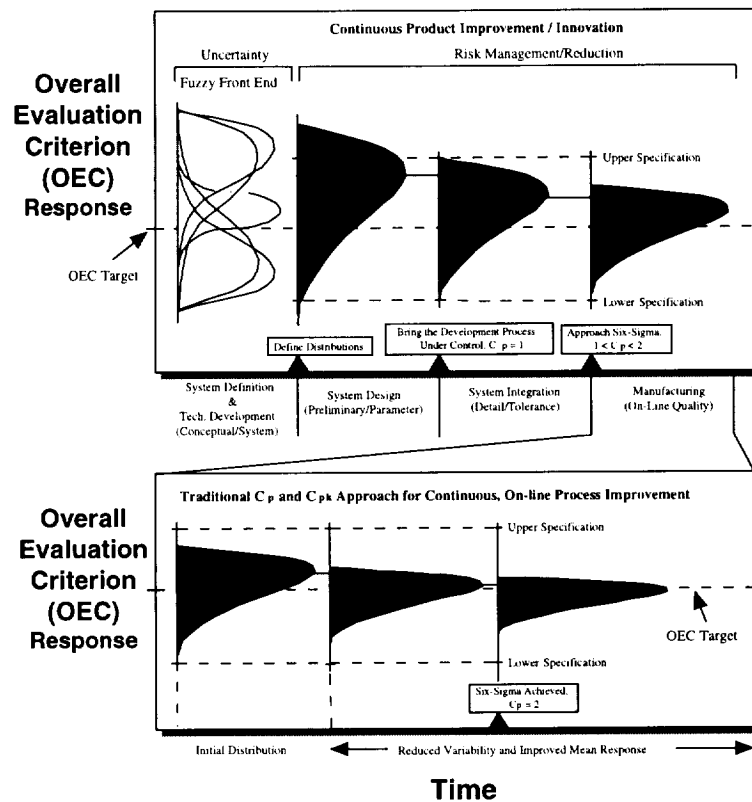 Continuous Product Improvement / Innovation
Uncertainty
Risk Management/Reduction
Fuzzy Front End
Overall
Evaluation
Criterion
(OEC)
Response
OEC Target
Upper Specification
Lower Specification
Define Distributions
Bring the Development Process
Under Control. Cp = 1
Approach Six-Sigma.
1 < Cp < 2
System Definition
&
Tech. Development
(Conceptual/System)
System Design
(Preliminary/Parameter)
System Integration
(Detail/Tolerance)
Manufacturing
(On-Line Quality)
Traditional Cp and Cpk Approach for Continuous, On-line Process Improvement
Overall
Evaluation
Criterion
(OEC)
Response
Upper Specification
OEC Target
Lower Specification
Six-Sigma Achieved.
Cp = 2
Initial Distribution
Reduced Variability and Improved Mean Response
Time